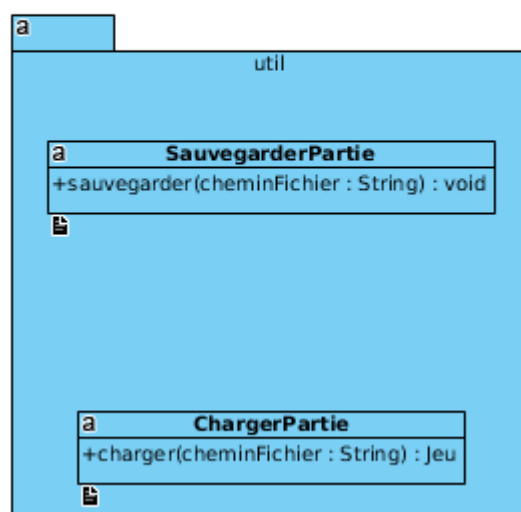 a
util
a
SauvegarderPartie
+sauvegarder(cheminFichier : String) : void
a
ChargerPartie
+charger(cheminFichier : String) : Jeu